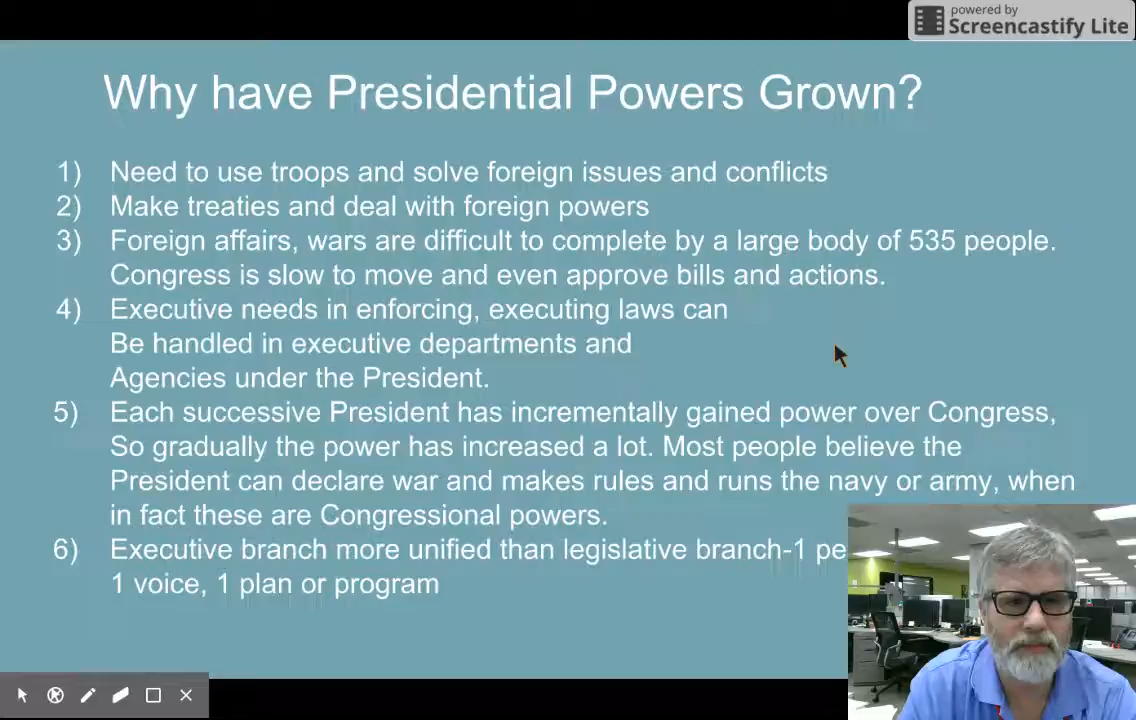 powered by
Screencastify Lite
Why have Presidential Powers Grown?
1) Need to use troops and solve foreign issues and conflicts
2) Make treaties and deal with foreign powers
3) Foreign affairs, wars are difficult to complete by a large body of 535 people.
Congress is slow to move and even approve bills and actions.
4) Executive needs in enforcing, executing laws can
Be handled in executive departments and
Agencies under the President.
5) Each successive President has incrementally gained power over Congress,
So gradually the power has increased a lot. Most people believe the
President can declare war and makes rules and runs the navy or army, when
in fact these are Congressional powers.
6) Executive branch more unified than legislative branch-1
1 voice, 1 plan or program